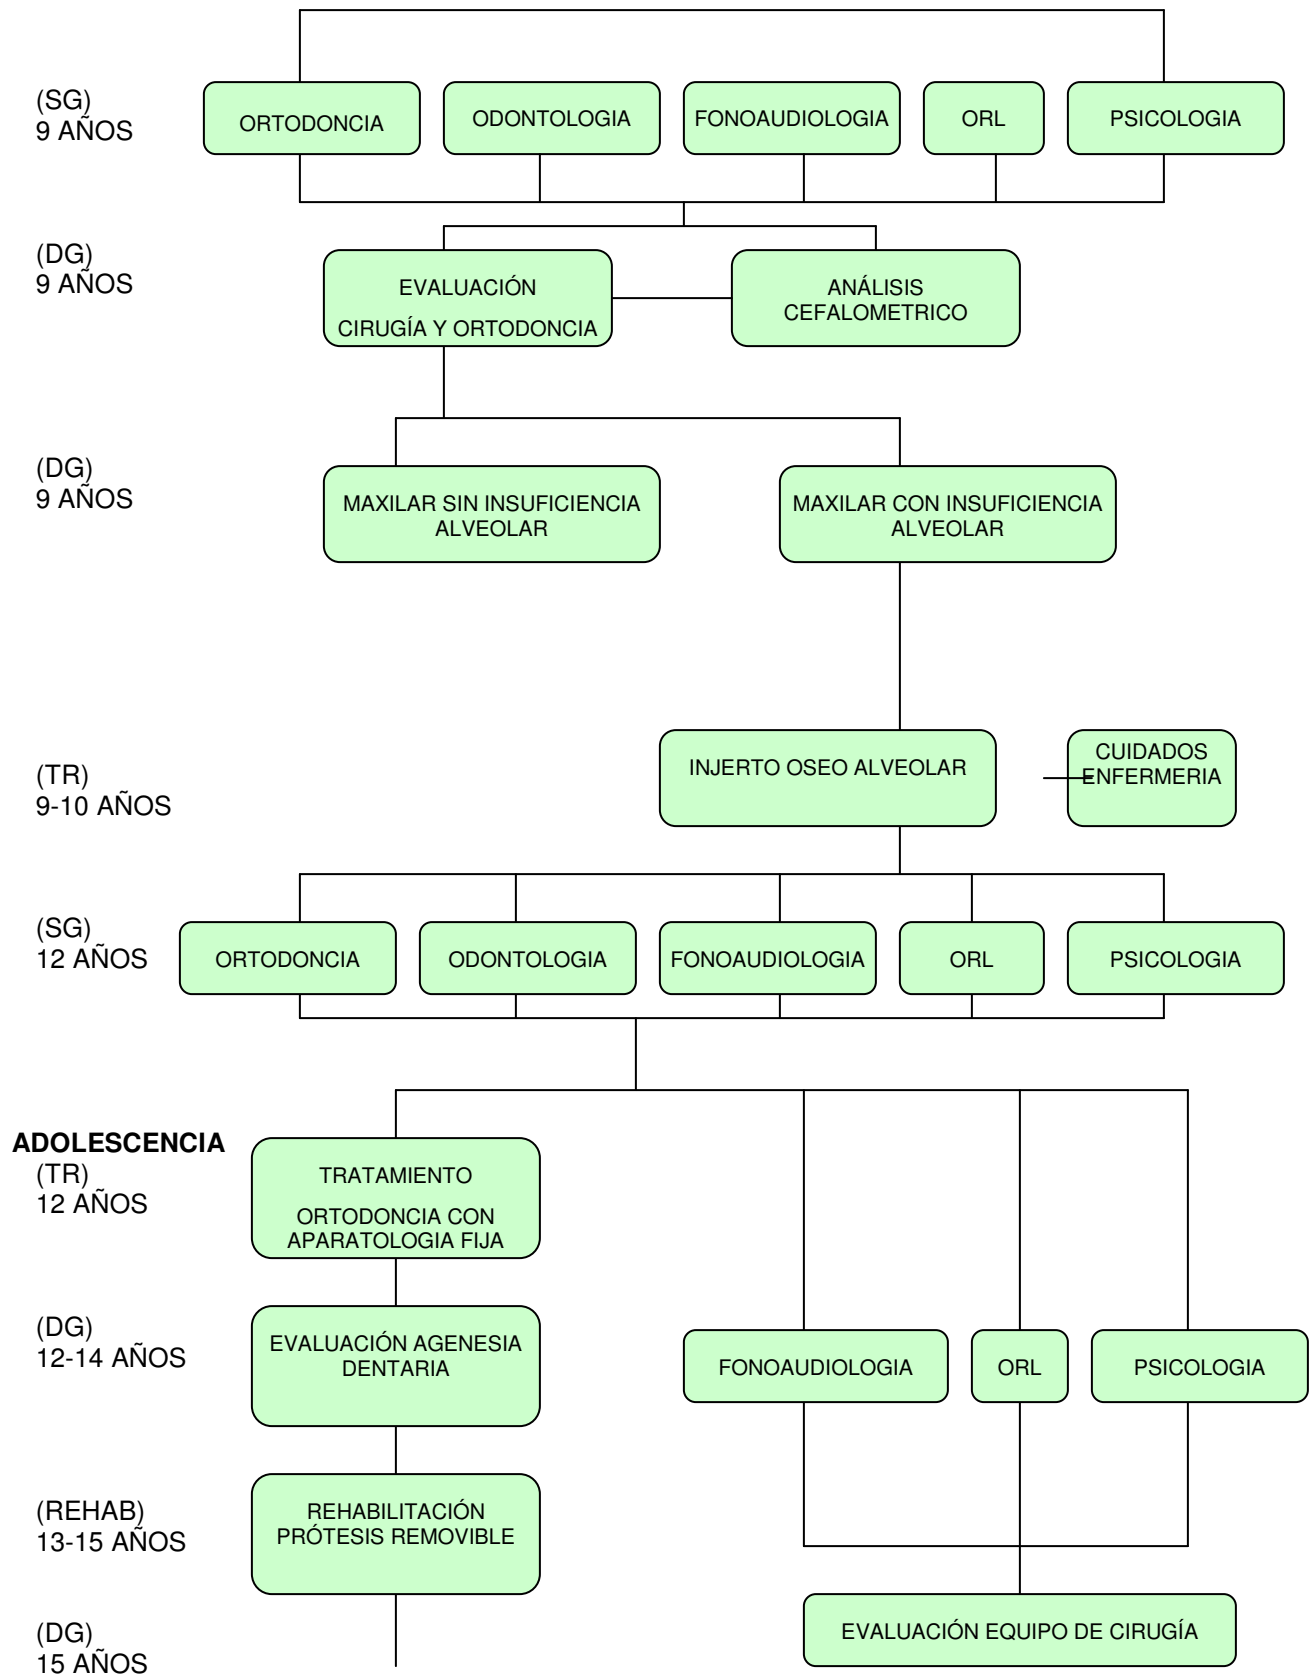 (SG)
9 AÑOS
ORTODONCIA
ODONTOLOGIA
FONOAUDIOLOGIA
ORL
PSICOLOGIA
(DG)
9 AÑOS
EVALUACIÓN
CIRUGÍA Y ORTODONCIA
ANÁLISIS
CEFALOMETRICO
(DG)
9 AÑOS
MAXILAR SIN INSUFICIENCIA
ALVEOLAR
MAXILAR CON INSUFICIENCIA
ALVEOLAR
(TR)
9-10 AÑOS
INJERTO OSEO ALVEOLAR
CUIDADOS
ENFERMERIA
(SG)
12 AÑOS
ORTODONCIA
ODONTOLOGIA
FONOAUDIOLOGIA
ORL
PSICOLOGIA
ADOLESCENCIA
(TR)
12 AÑOS
TRATAMIENTO
ORTODONCIA CON
APARATOLOGIA FIJA
(DG)
12-14 AÑOS
EVALUACIÓN AGENESIA
DENTARIA
FONOAUDIOLOGIA
ORL
PSICOLOGIA
(REHAB)
13-15 AÑOS
REHABILITACIÓN
PRÓTESIS REMOVIBLE
(DG)
15 AÑOS
EVALUACIÓN EQUIPO DE CIRUGÍA